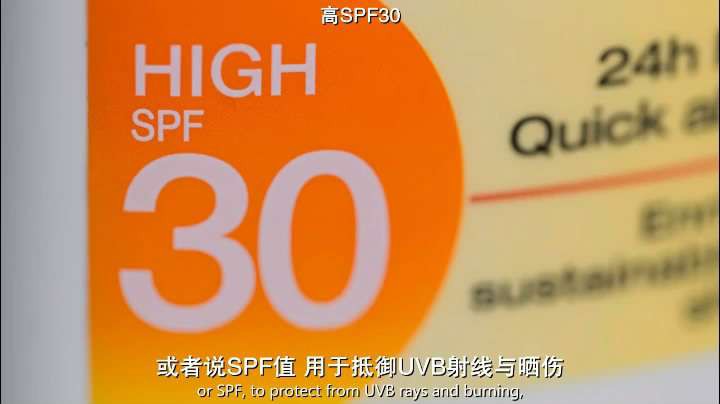 高SPF30
HIGH
SPF
30
24h
Quick
sustaina
或者说SPF值 用于抵御UVB射线与晒伤
or SPF, to protect from UVB rays and burning,